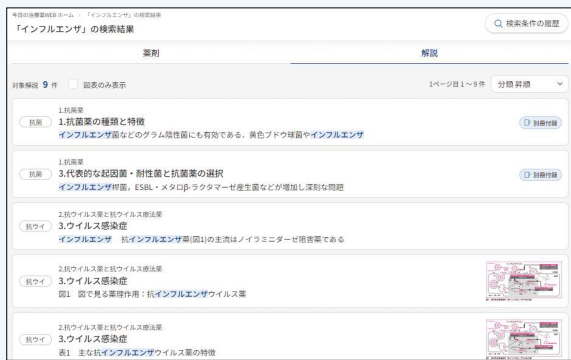 今日の治療薬WEB ホーム / 「インフルエンザ」の検索結果
「インフルエンザ」の検索結果
検索条件の履歴
薬剤
解説
対象解説 9 件 図表のみ表示
1ページ目 1～9 件 分類 昇順
1.抗菌薬
抗菌 1.抗菌薬の種類と特徴
インフルエンザ菌などのグラム陰性菌にも有効である．黄色ブドウ球菌やインフルエンザ
別冊付録
1.抗菌薬
抗菌 3.代表的な起因菌・耐性菌と抗菌薬の選択
インフルエンザ桿菌，ESBL・メタロβ-ラクタマーゼ産生菌などが増加し深刻な問題
別冊付録
2.抗ウイルス薬と抗ウイルス療法薬
抗ウイ 3.ウイルス感染症
インフルエンザ 抗インフルエンザ薬(図1)の主流はノイラミニダーゼ阻害薬である
2.抗ウイルス薬と抗ウイルス療法薬
抗ウイ 3.ウイルス感染症
図1 図で見る薬理作用：抗インフルエンザウイルス薬
2.抗ウイルス薬と抗ウイルス療法薬
抗ウイ 3.ウイルス感染症
表1 主な抗インフルエンザウイルス薬の特徴